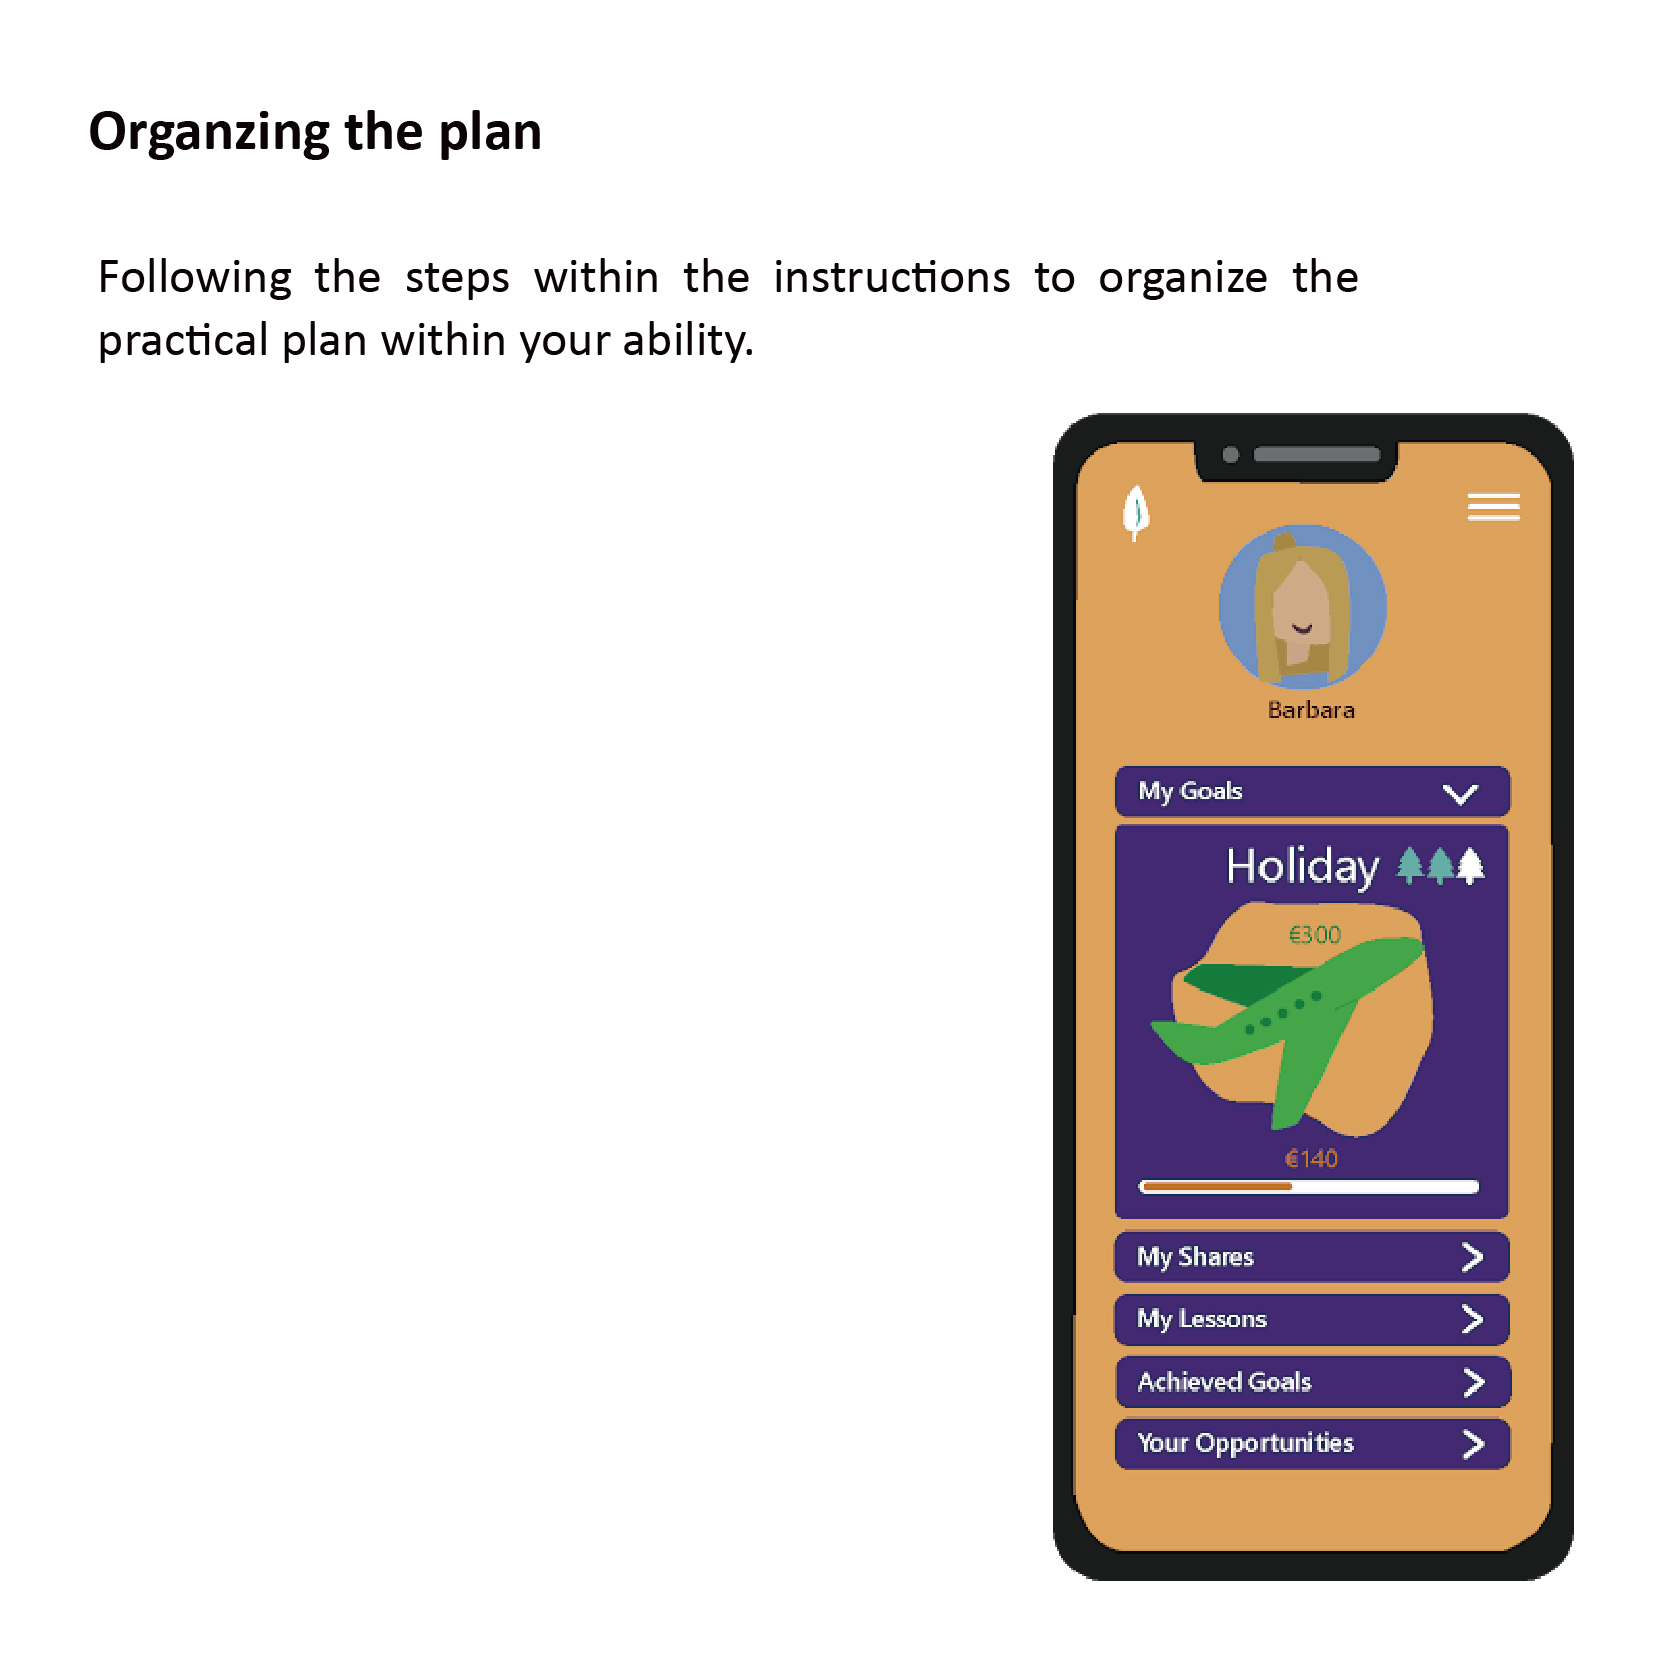 Organzing the plan
Following the steps within the instructions to organize the
practical plan within your ability.
Barbara
My Goals
Holiday
€300
€140
My Shares
My Lessons
Achieved Goals
Your Opportunities